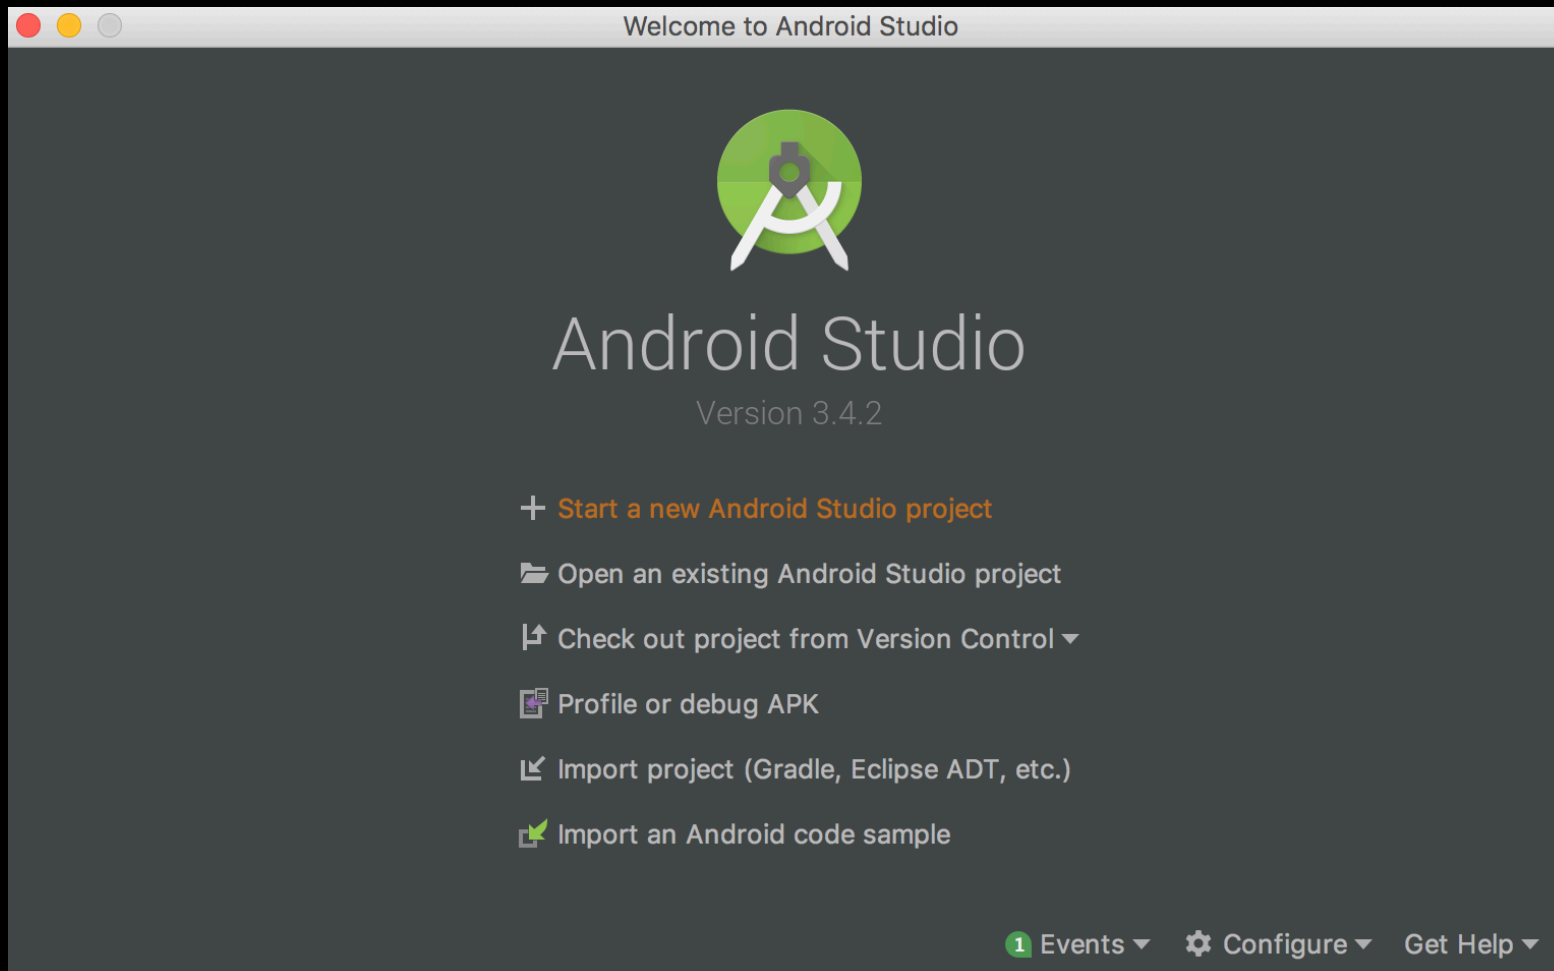 Welcome to Android Studio
Android Studio
Version 3.4.2
Start a new Android Studio project
Open an existing Android Studio project
Check out project from Version Control
Profile or debug APK
Import project (Gradle, Eclipse ADT, etc.)
Import an Android code sample
1 Events Configure Get Help